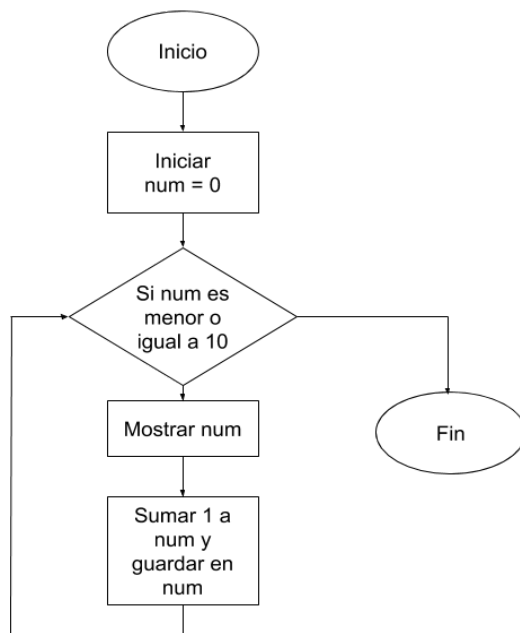 Inicio
Iniciar
num = 0
Si num es
menor o
igual a 10
Mostrar num
Fin
Sumar 1 a
num y
guardar en
num